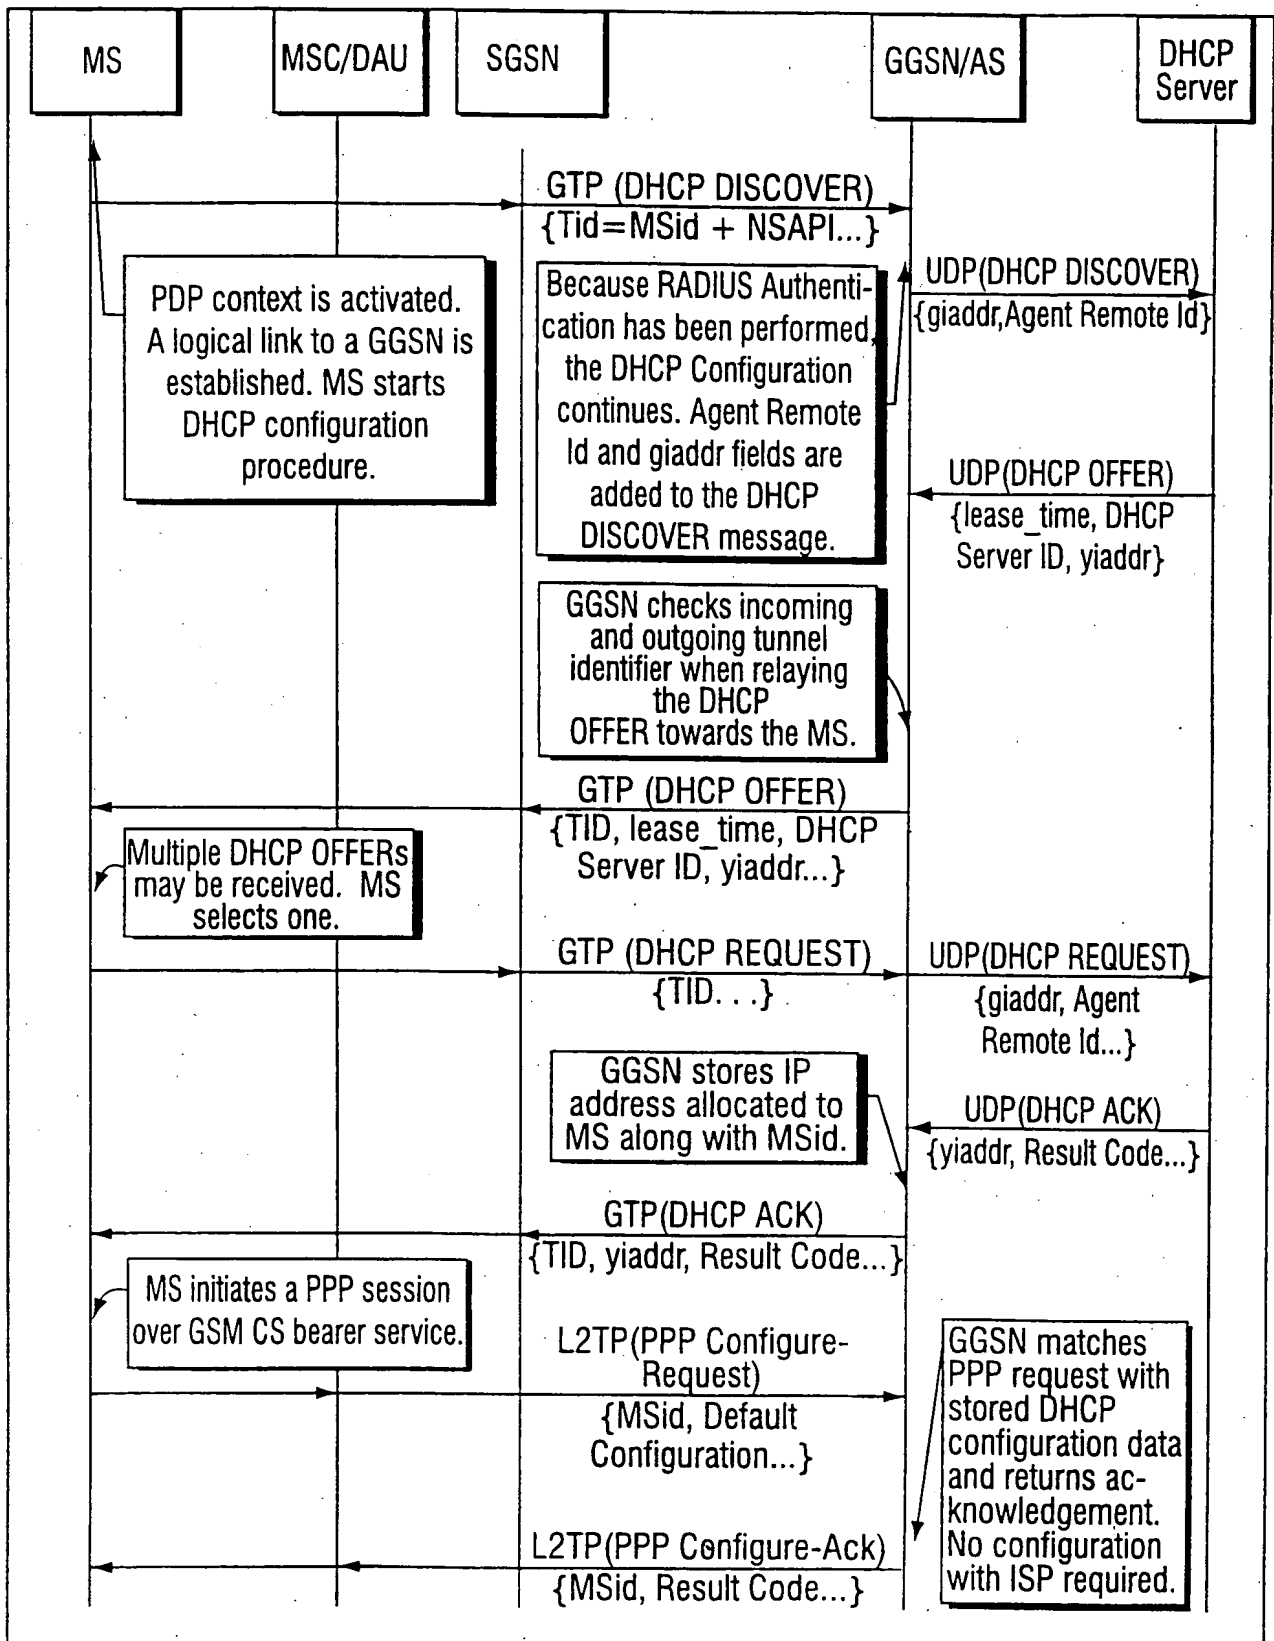 MS
MSC/DAU
SGSN
GGSN/AS
DHCP
Server
GTP (DHCP DISCOVER)
{Tid=MSid + NSAPI...}
PDP context is activated.
A logical link to a GGSN is
established. MS starts
DHCP configuration
procedure.
Because RADIUS Authenti-
cation has been performed,
the DHCP Configuration
continues. Agent Remote
Id and giaddr fields are
added to the DHCP
DISCOVER message.
UDP(DHCP DISCOVER)
{giaddr,Agent Remote Id}
UDP(DHCP OFFER)
{lease_time, DHCP
Server ID, yiaddr}
GGSN checks incoming
and outgoing tunnel
identifier when relaying
the DHCP
OFFER towards the MS.
GTP (DHCP OFFER)
{TID, lease_time, DHCP
Server ID, yiaddr...}
Multiple DHCP OFFERs
may be received. MS
selects one.
GTP (DHCP REQUEST)
{TID. . .}
UDP(DHCP REQUEST)
{giaddr, Agent
Remote Id...}
GGSN stores IP
address allocated to
MS along with MSid.
UDP(DHCP ACK)
{yiaddr, Result Code...}
GTP(DHCP ACK)
{TID, yiaddr, Result Code...}
MS initiates a PPP session
over GSM CS bearer service.
L2TP(PPP Configure-
Request)
{MSid, Default
Configuration...}
GGSN matches
PPP request with
stored DHCP
configuration data
and returns ac-
knowledgement.
No configuration
with ISP required.
L2TP(PPP Configure-Ack)
{MSid, Result Code...}